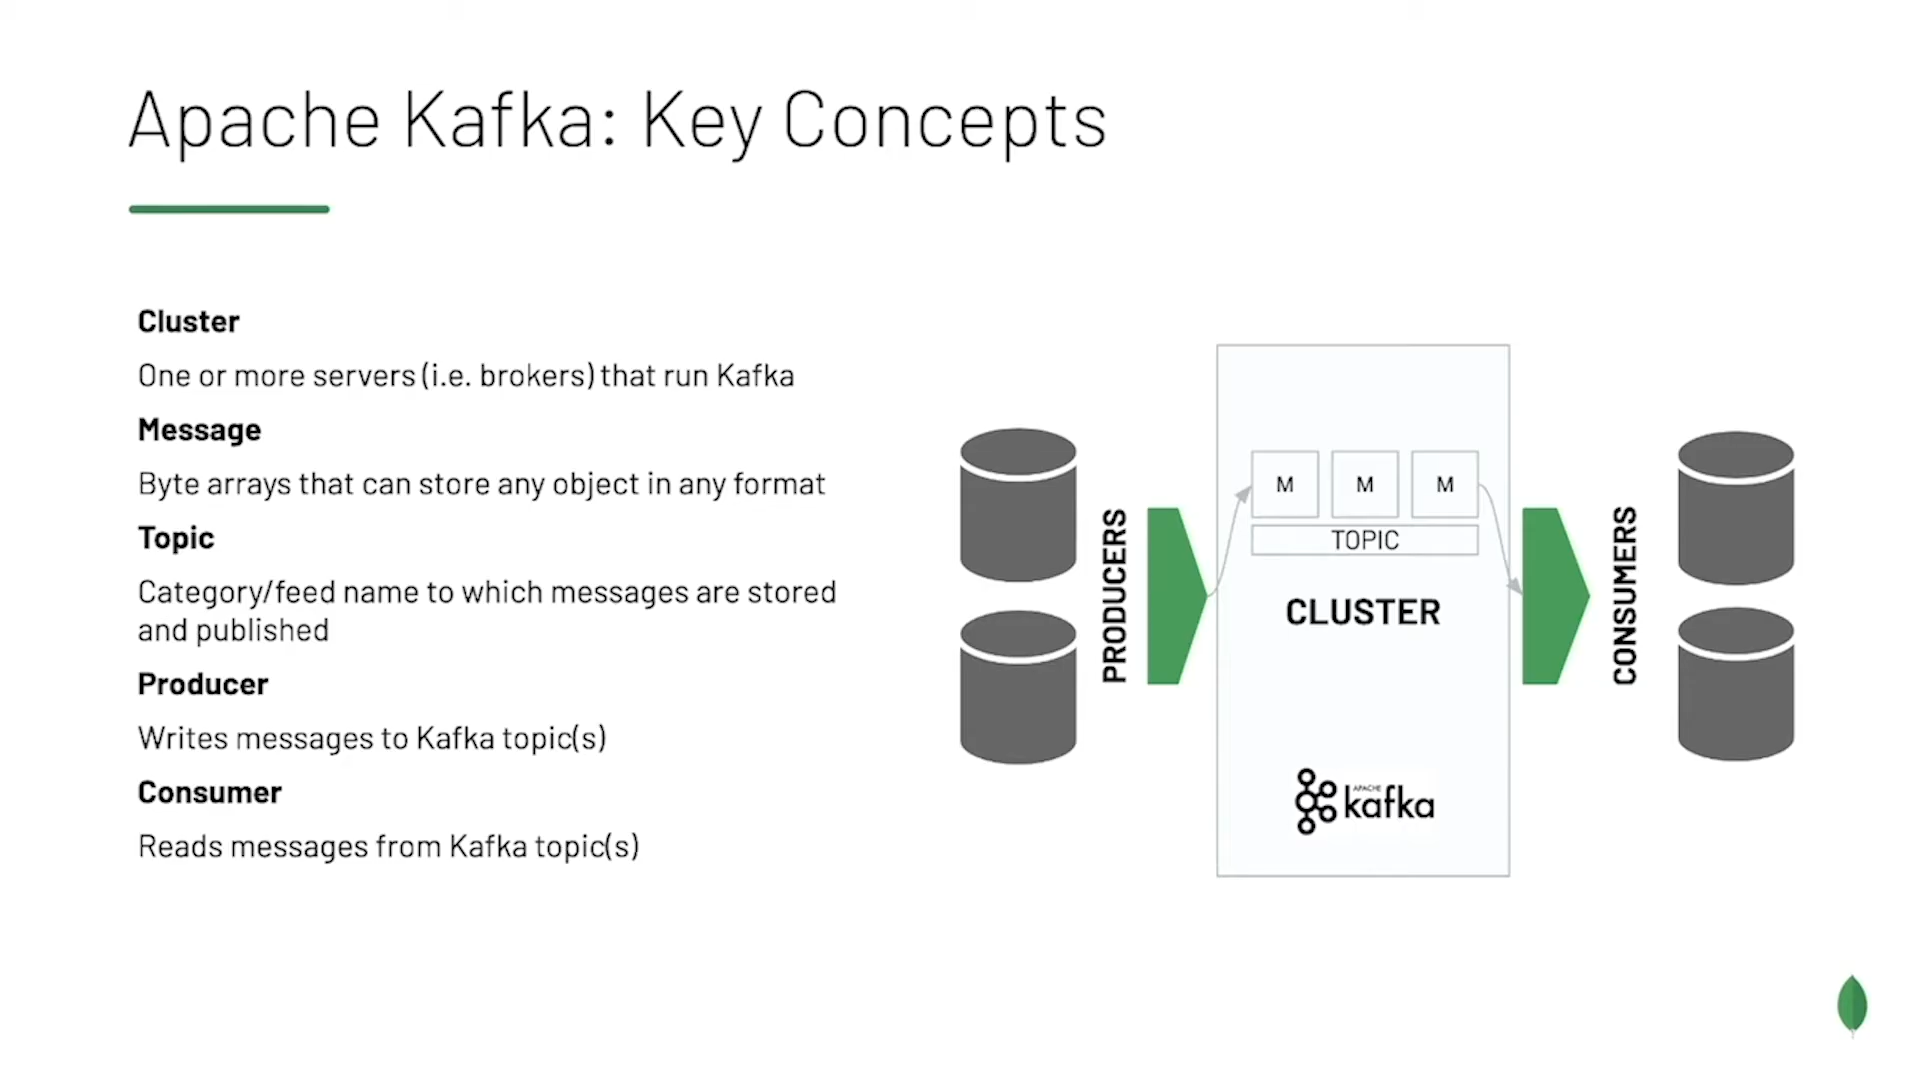 Apache Kafka: Key Concepts
Cluster
One or more servers (i.e. brokers) that run Kafka
Message
Byte arrays that can store any object in any format
Topic
Category/feed name to which messages are stored
and published
Producer
Writes messages to Kafka topic(s)
Consumer
Reads messages from Kafka topic(s)
PRODUCERS
M M M
TOPIC
CLUSTER
APACHE
kafka
CONSUMERS